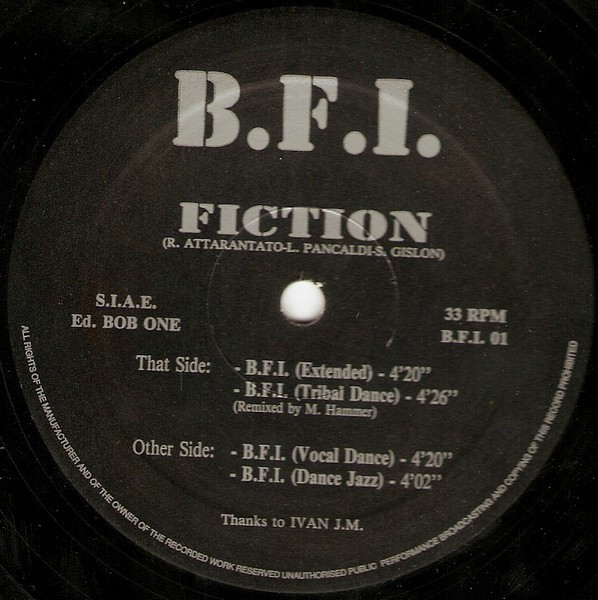 B.F.I.
FICTION
(R. ATTARANTATO-L. PANCALDI-S. GISLON)
S.I.A.E.
Ed. BOB ONE
33 RPM
B.F.I. 01
That Side: - B.F.I. (Extended) - 4'20"
- B.F.I. (Tribal Dance) - 4'26"
(Remixed by M. Hammer)
Other Side: - B.F.I. (Vocal Dance) - 4'20"
- B.F.I. (Dance Jazz) - 4'02"
Thanks to IVAN J.M.
ALL RIGHTS OF THE MANUFACTURER AND OF THE OWNER OF THE RECORDED WORK RESERVED UNAUTHORISED PUBLIC PERFORMANCE BROADCASTING AND COPYING OF THIS RECORD PROHIBITED